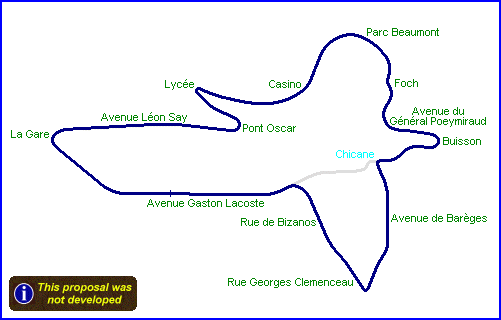 Parc Beaumont
Lycée
Casino
Foch
Avenue Léon Say
Avenue du
Général Poeymiraud
La Gare
Pont Oscar
Buisson
Chicane
Avenue Gaston Lacoste
Rue de Bizanos
Avenue de Barèges
Rue Georges Clemenceau
This proposal was
not developed